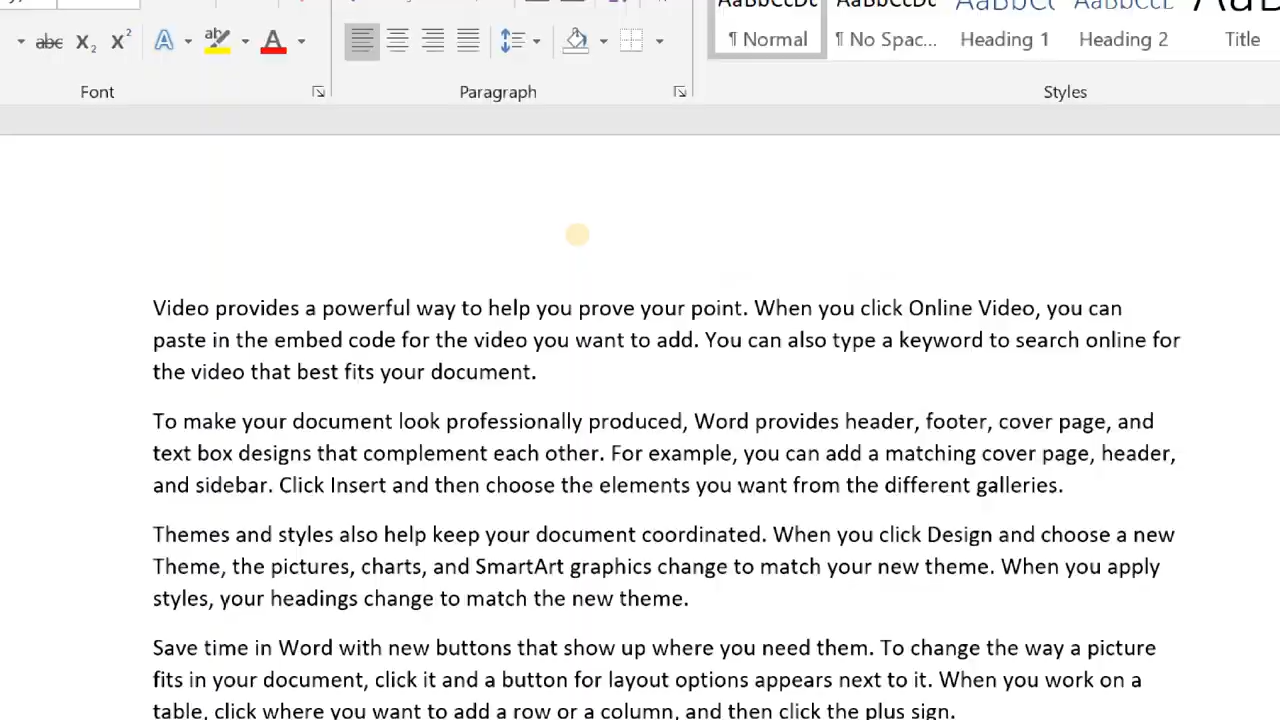 AaBbCcDc AaBbCcDc AaBbC( AaBbCcL
abc X₂ X² A ab A
¶ Normal ¶ No Spac... Heading 1 Heading 2 Title
Font Paragraph Styles
Video provides a powerful way to help you prove your point. When you click Online Video, you can
paste in the embed code for the video you want to add. You can also type a keyword to search online for
the video that best fits your document.
To make your document look professionally produced, Word provides header, footer, cover page, and
text box designs that complement each other. For example, you can add a matching cover page, header,
and sidebar. Click Insert and then choose the elements you want from the different galleries.
Themes and styles also help keep your document coordinated. When you click Design and choose a new
Theme, the pictures, charts, and SmartArt graphics change to match your new theme. When you apply
styles, your headings change to match the new theme.
Save time in Word with new buttons that show up where you need them. To change the way a picture
fits in your document, click it and a button for layout options appears next to it. When you work on a
table, click where you want to add a row or a column, and then click the plus sign.